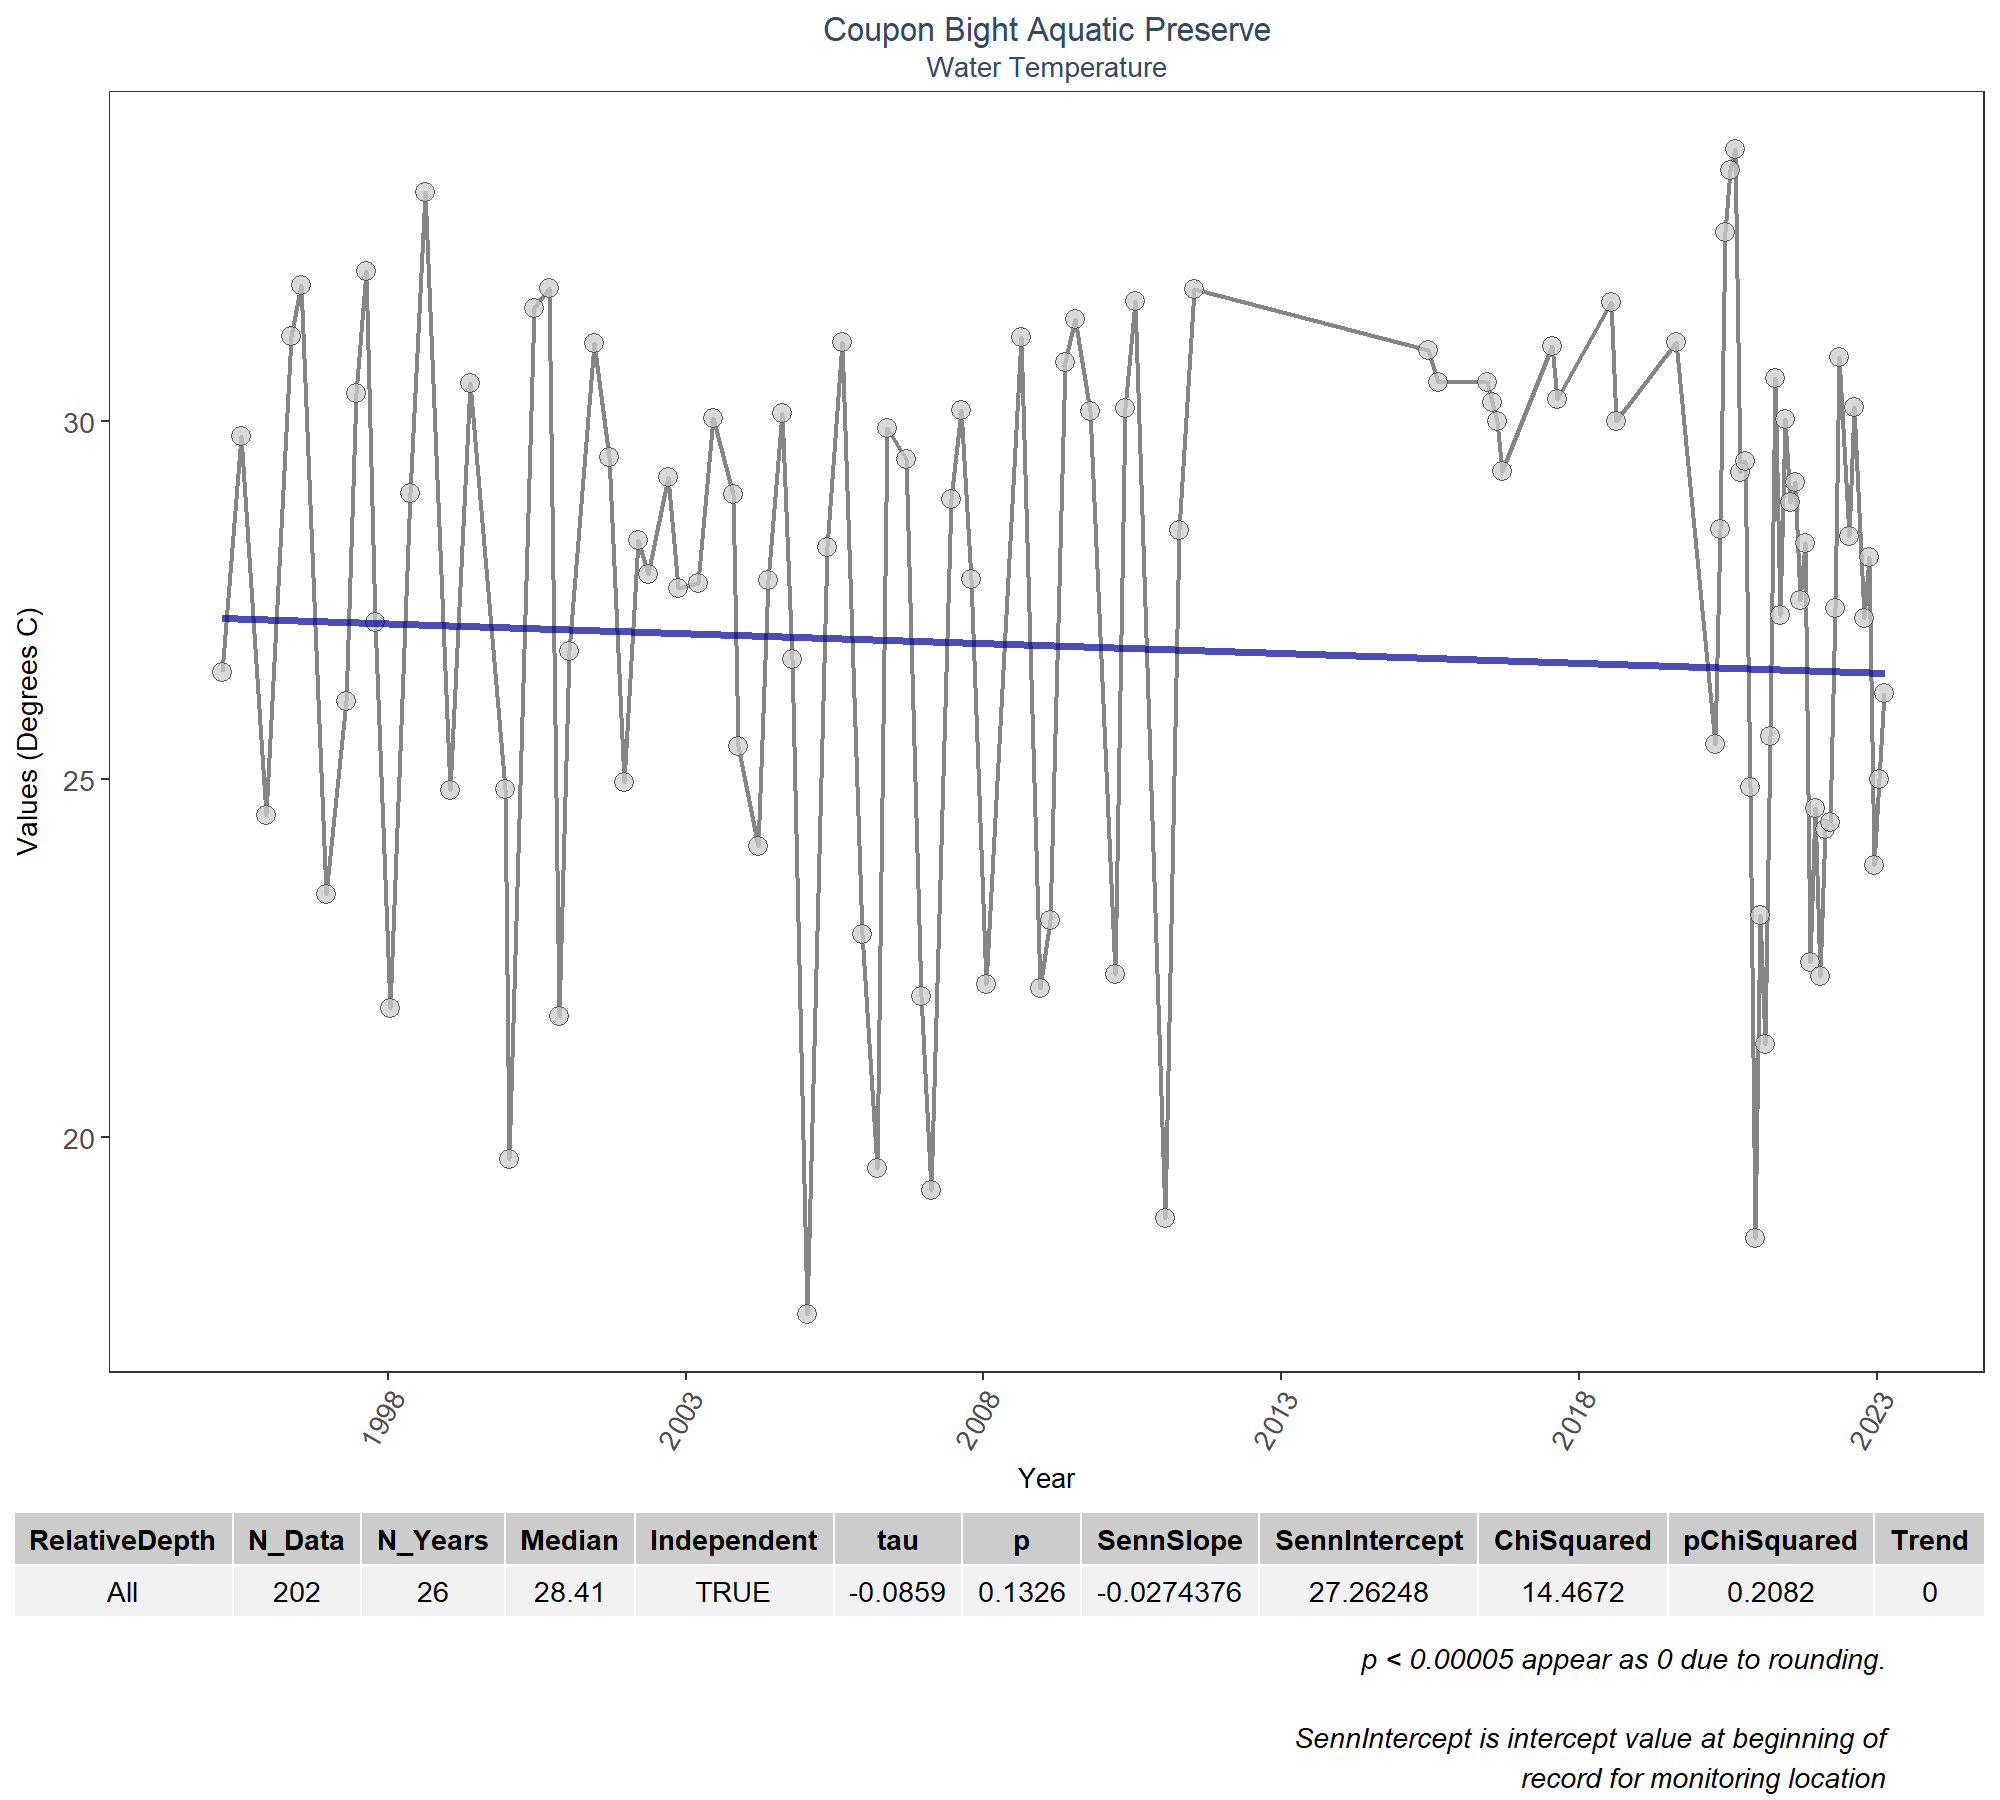 Coupon Bight Aquatic Preserve
Water Temperature
Values (Degrees C)
30
25
20
1998
2003
2008
2013
2018
2023
Year
RelativeDepth N_Data N_Years Median Independent tau p SennSlope SennIntercept ChiSquared pChiSquared Trend
All 202 26 28.41 TRUE -0.0859 0.1326 -0.0274376 27.26248 14.4672 0.2082 0
p < 0.00005 appear as 0 due to rounding.
SennIntercept is intercept value at beginning of
record for monitoring location